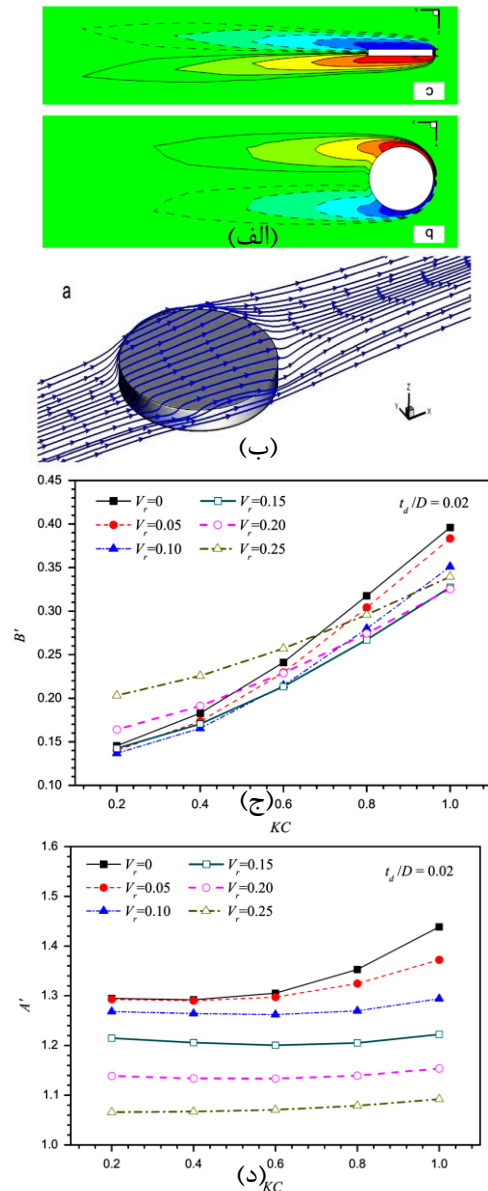 c
b
(الف)
a
Z
Y
X
(ب)
V_r=0
V_r=0.15
t_d/D = 0.02
V_r=0.05
V_r=0.20
V_r=0.10
V_r=0.25
B'
0.45
0.40
0.35
0.30
0.25
0.20
0.15
0.10
0.2
0.4
0.6
0.8
1.0
(ج)
KC
V_r=0
V_r=0.15
t_d/D = 0.02
V_r=0.05
V_r=0.20
V_r=0.10
V_r=0.25
A'
1.6
1.5
1.4
1.3
1.2
1.1
1.0
0.2
0.4
0.6
0.8
1.0
(د)
KC